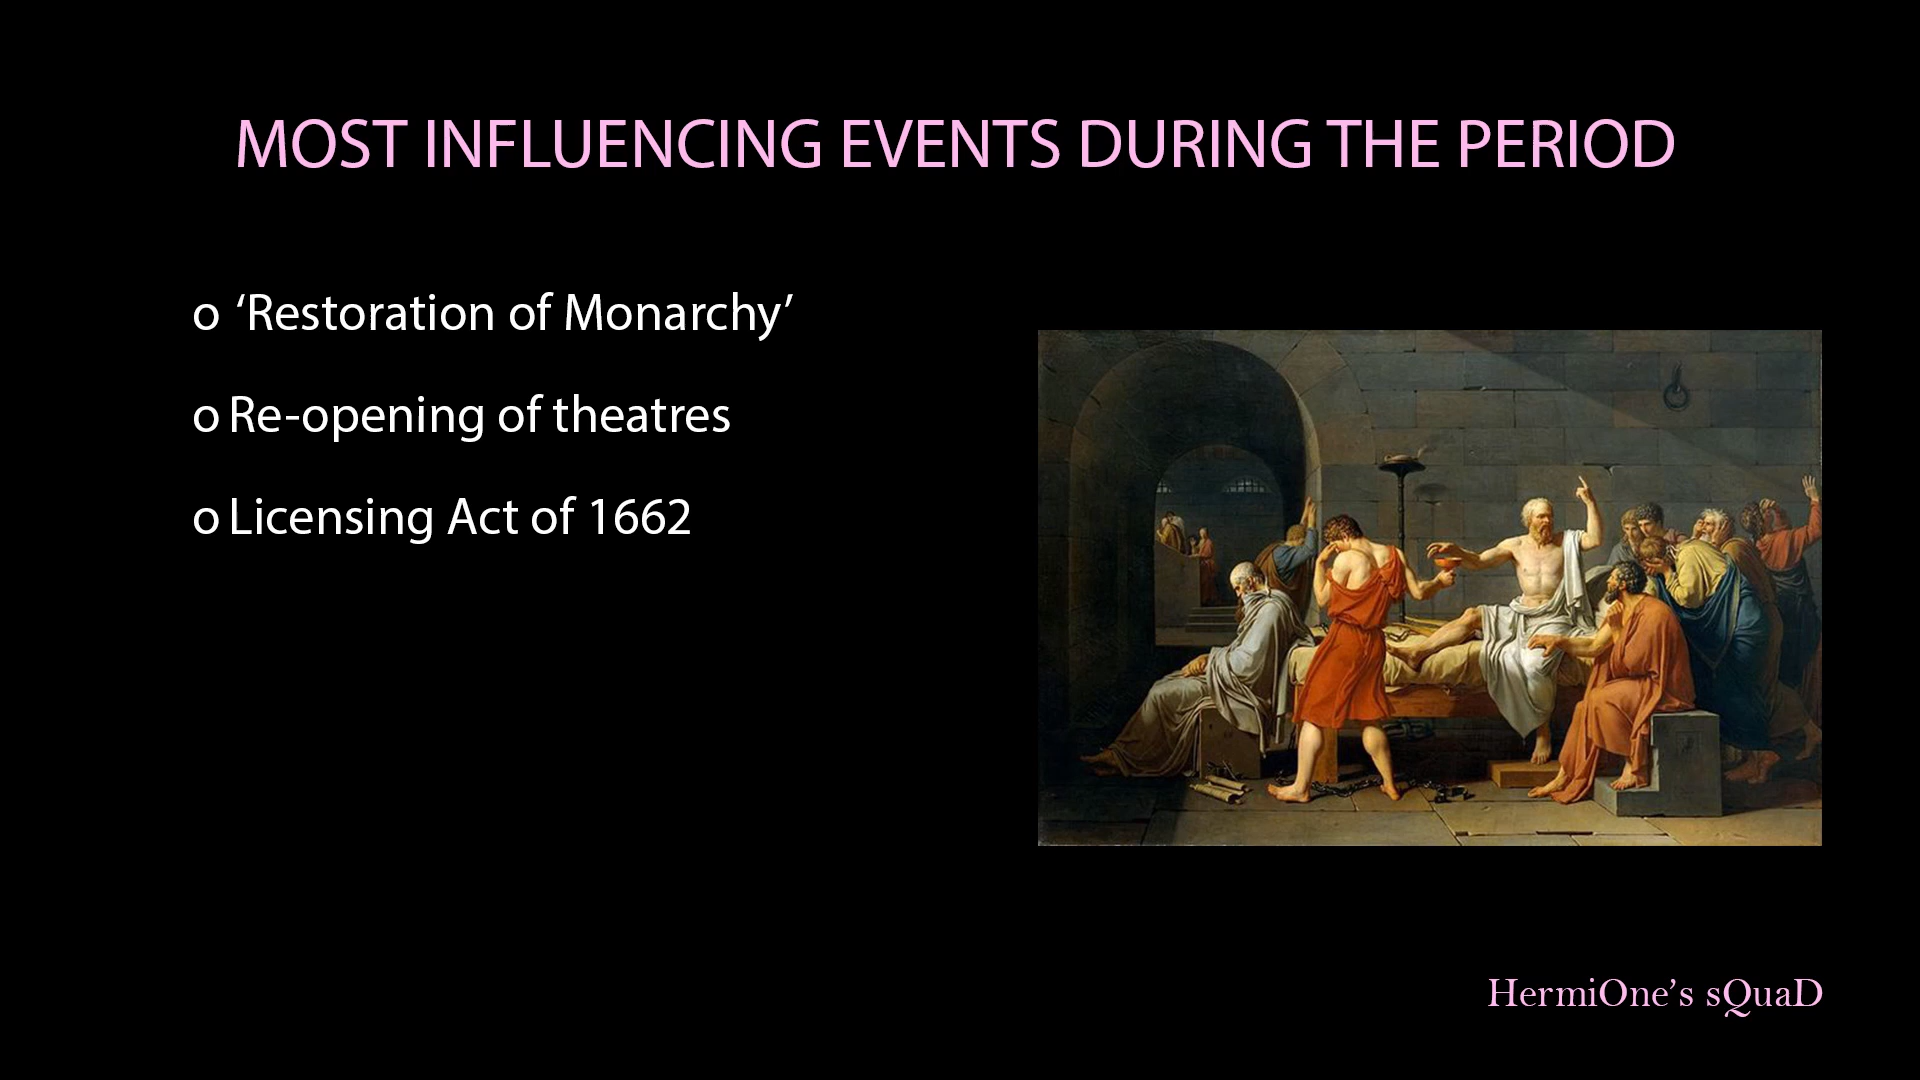 MOST INFLUENCING EVENTS DURING THE PERIOD
o ‘Restoration of Monarchy’
o Re-opening of theatres
o Licensing Act of 1662
HermiOne’s sQuaD